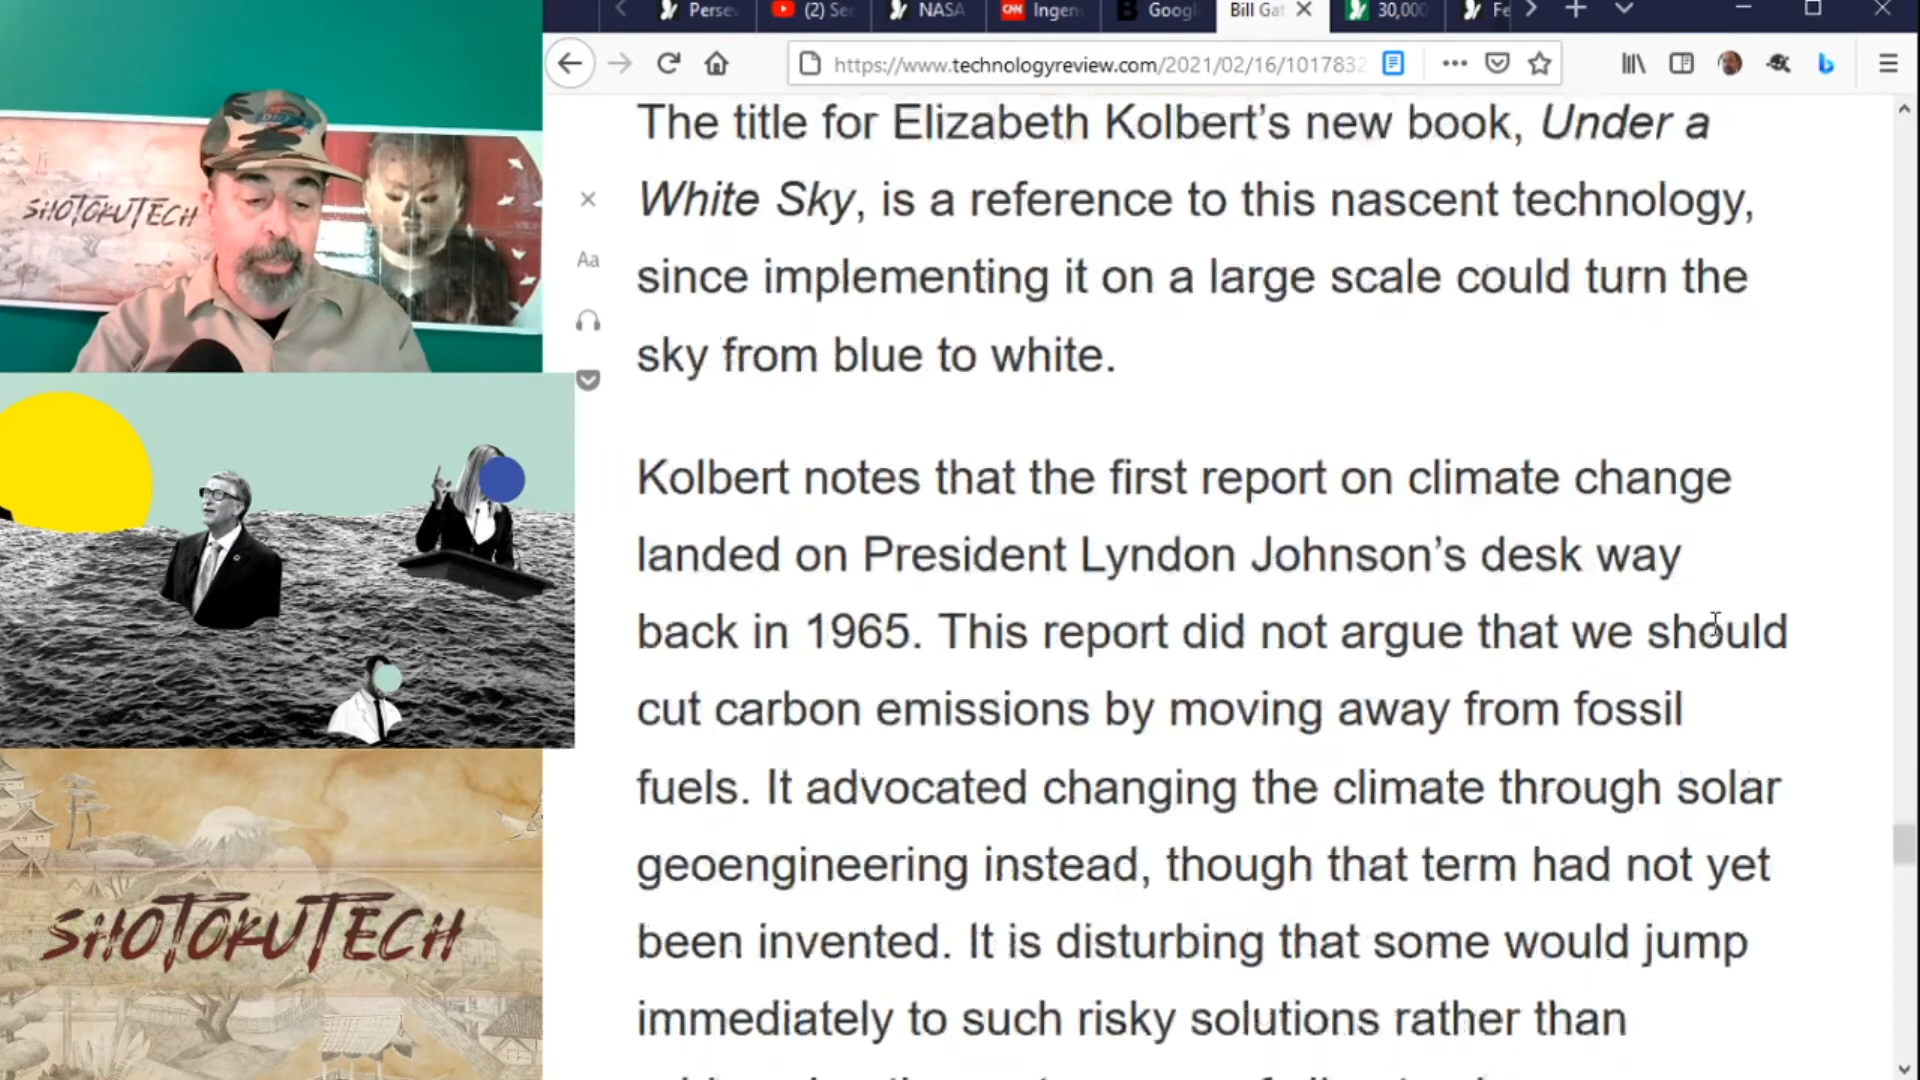 Perse
(2) Se
NASA
CNN Ingen
B Googl
Bill Gat
30,000
Fe
https://www.technologyreview.com/2021/02/16/1017832
Aa
The title for Elizabeth Kolbert’s new book, Under a
White Sky, is a reference to this nascent technology,
since implementing it on a large scale could turn the
sky from blue to white.
Kolbert notes that the first report on climate change
landed on President Lyndon Johnson’s desk way
back in 1965. This report did not argue that we should
cut carbon emissions by moving away from fossil
fuels. It advocated changing the climate through solar
geoengineering instead, though that term had not yet
been invented. It is disturbing that some would jump
immediately to such risky solutions rather than
SHOTOKUTECH
SHOTOKUTECH